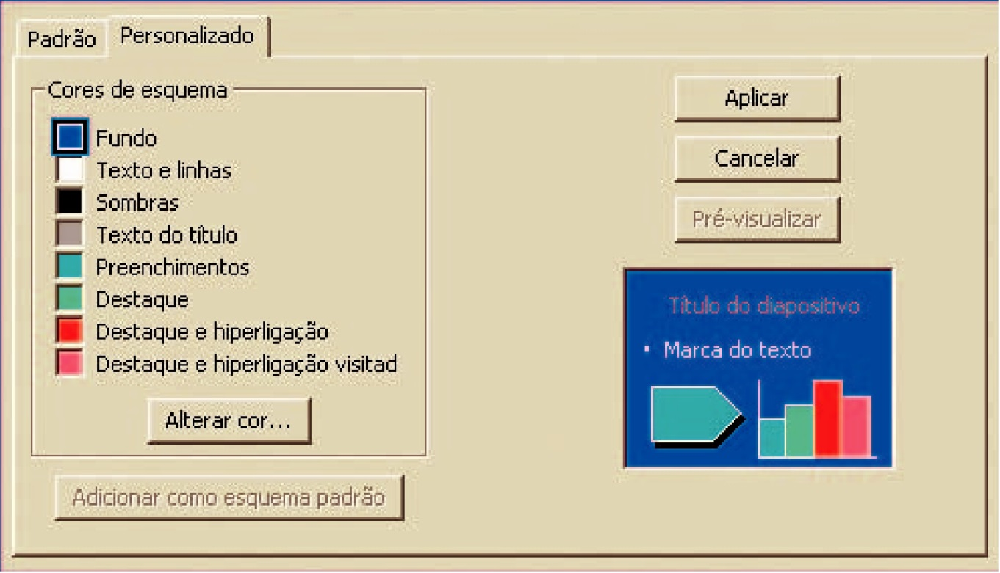 Padrão
Personalizado
Cores de esquema
Fundo
Texto e linhas
Sombras
Texto do título
Preenchimentos
Destaque
Destaque e hiperligação
Destaque e hiperligação visitad
Alterar cor...
Adicionar como esquema padrão
Aplicar
Cancelar
Pré-visualizar
Título do diapositivo
• Marca do texto